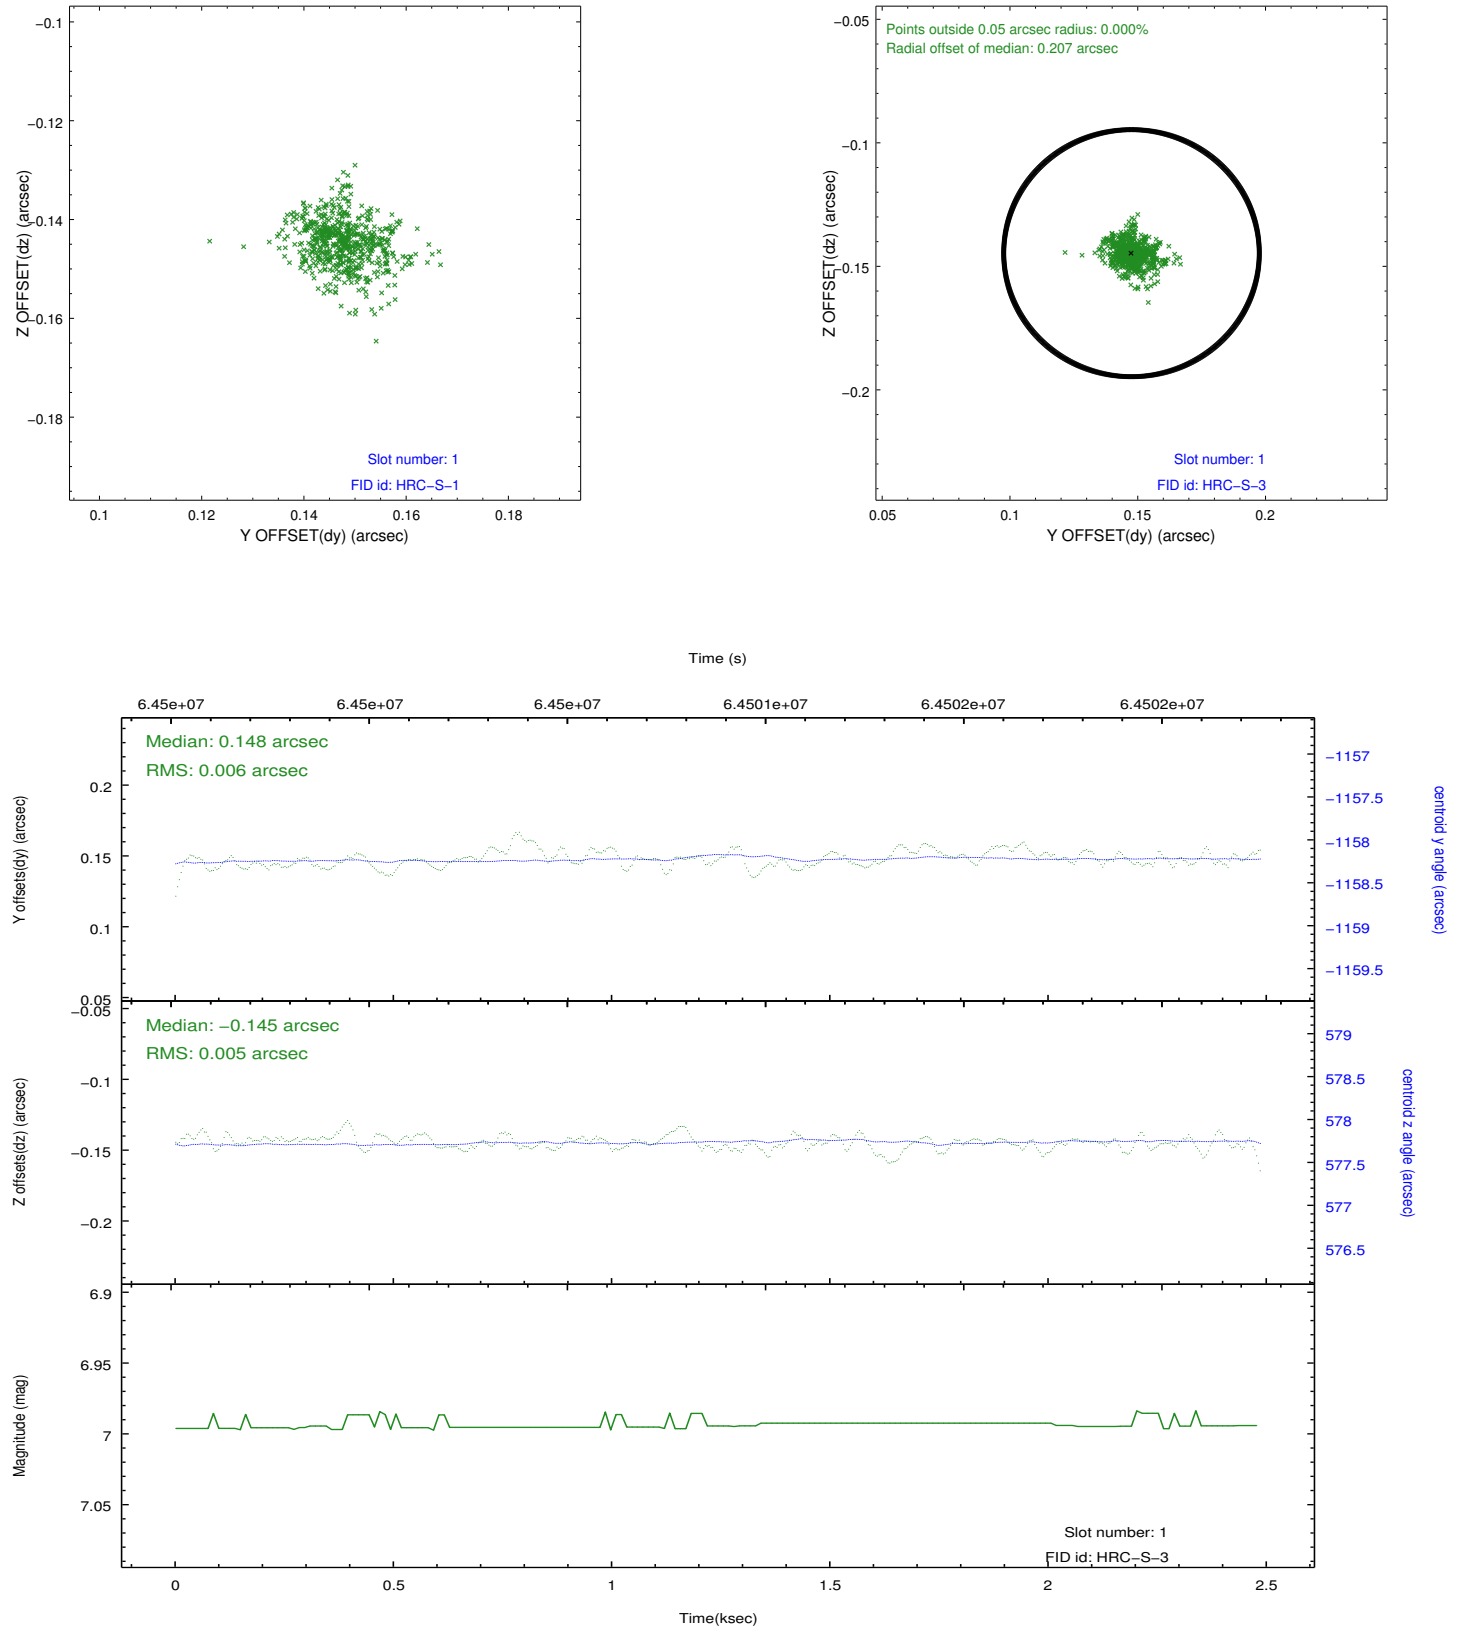 −0.1
−0.12
−0.14
−0.16
−0.18
Z OFFSET(dz) (arcsec)
Slot number: 1
FID id: HRC−S−1
0.1 0.12 0.14 0.16 0.18
Y OFFSET(dy) (arcsec)
Points outside 0.05 arcsec radius: 0.000%
Radial offset of median: 0.207 arcsec
−0.05
−0.1
−0.15
−0.2
Z OFFSET(dz) (arcsec)
Slot number: 1
FID id: HRC−S−3
0.05 0.1 0.15 0.2
Y OFFSET(dy) (arcsec)
Time (s)
6.45e+07 6.45e+07 6.45e+07 6.4501e+07 6.4502e+07 6.4502e+07
Median: 0.148 arcsec
RMS: 0.006 arcsec
0.2
0.15
0.1
0.05
Y offsets(dy) (arcsec)
−1157
−1157.5
−1158
−1158.5
−1159
−1159.5
centroid y angle (arcsec)
Median: −0.145 arcsec
RMS: 0.005 arcsec
−0.05
−0.1
−0.15
−0.2
Z offsets(dz) (arcsec)
579
578.5
578
577.5
577
576.5
centroid z angle (arcsec)
6.9
6.95
7
7.05
Magnitude (mag)
Slot number: 1
FID id: HRC−S−3
0 0.5 1 1.5 2 2.5
Time(ksec)